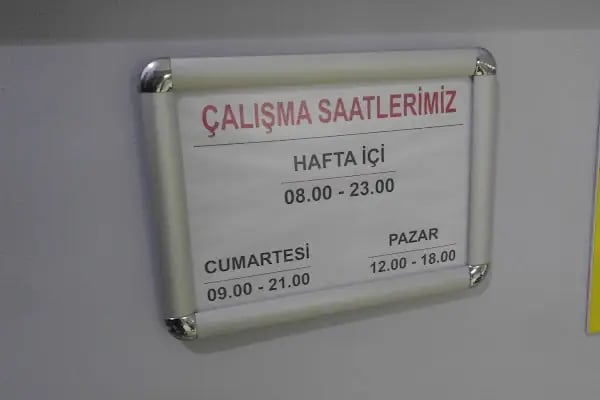 ÇALIŞMA SAATLERİMİZ
HAFTA İÇİ
08.00 - 23.00
CUMARTESİ
09.00 - 21.00
PAZAR
12.00 - 18.00